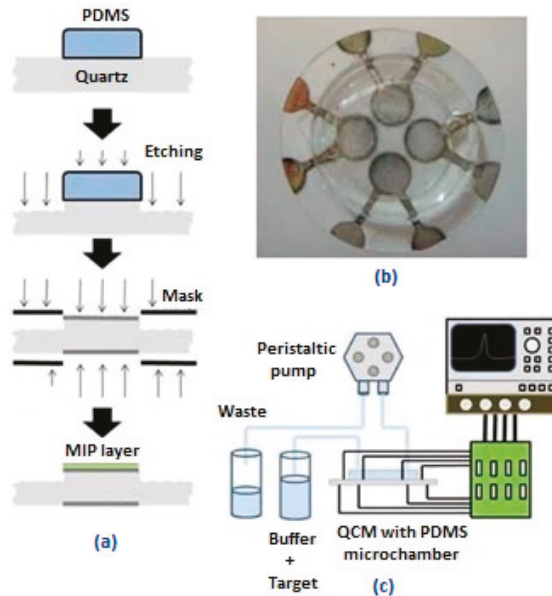 PDMS
Quartz
Etching
Mask
MIP layer
(a)
(b)
Peristaltic
pump
Waste
Buffer
+
Target
QCM with PDMS
microchamber
(c)